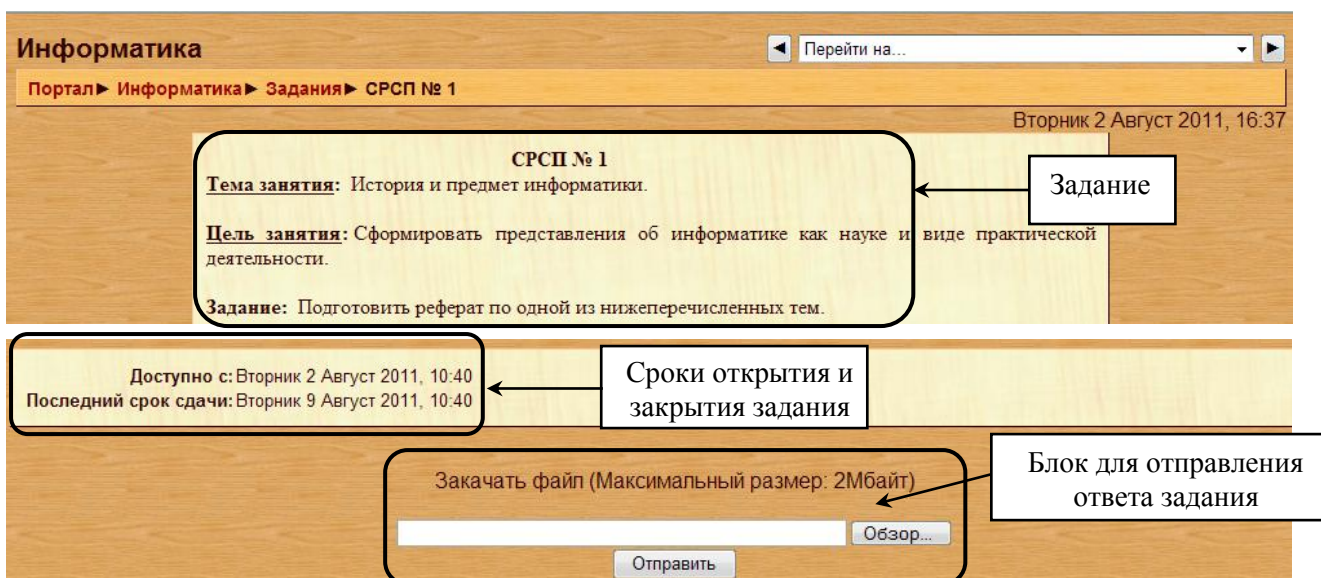 Информатика
Перейти на...
Портал► Информатика► Задания► СРСП № 1
Вторник 2 Август 2011, 16:37
СРСП № 1
Тема занятия: История и предмет информатики.
Задание
Цель занятия: Сформировать представления об информатике как науке и виде практической
деятельности.
Задание: Подготовить реферат по одной из нижеперечисленных тем.
Доступно с: Вторник 2 Август 2011, 10:40
Последний срок сдачи: Вторник 9 Август 2011, 10:40
Сроки открытия и
закрытия задания
Блок для отправления
ответа задания
Закачать файл (Максимальный размер: 2Мбайт)
Обзор...
Отправить